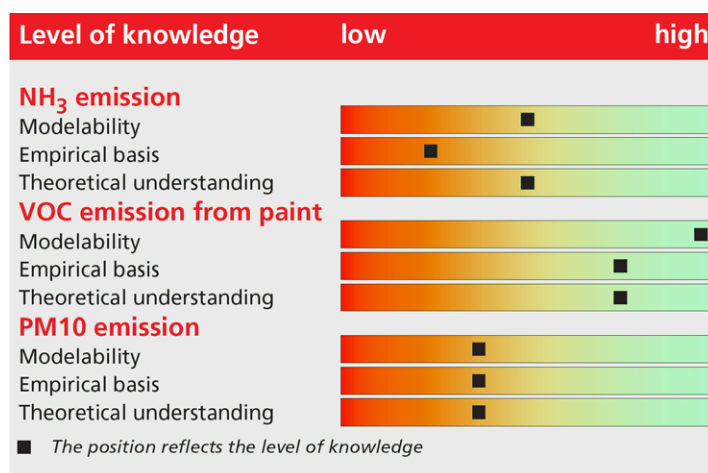 Level of knowledge low high
NH3 emission
Modelability
Empirical basis
Theoretical understanding
VOC emission from paint
Modelability
Empirical basis
Theoretical understanding
PM10 emission
Modelability
Empirical basis
Theoretical understanding
The position reflects the level of knowledge